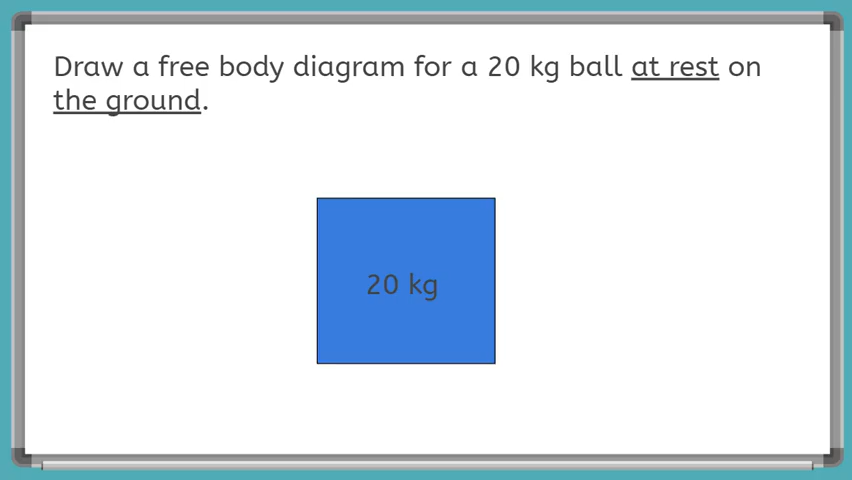 Draw a free body diagram for a 20 kg ball at rest on
the ground.
20 kg